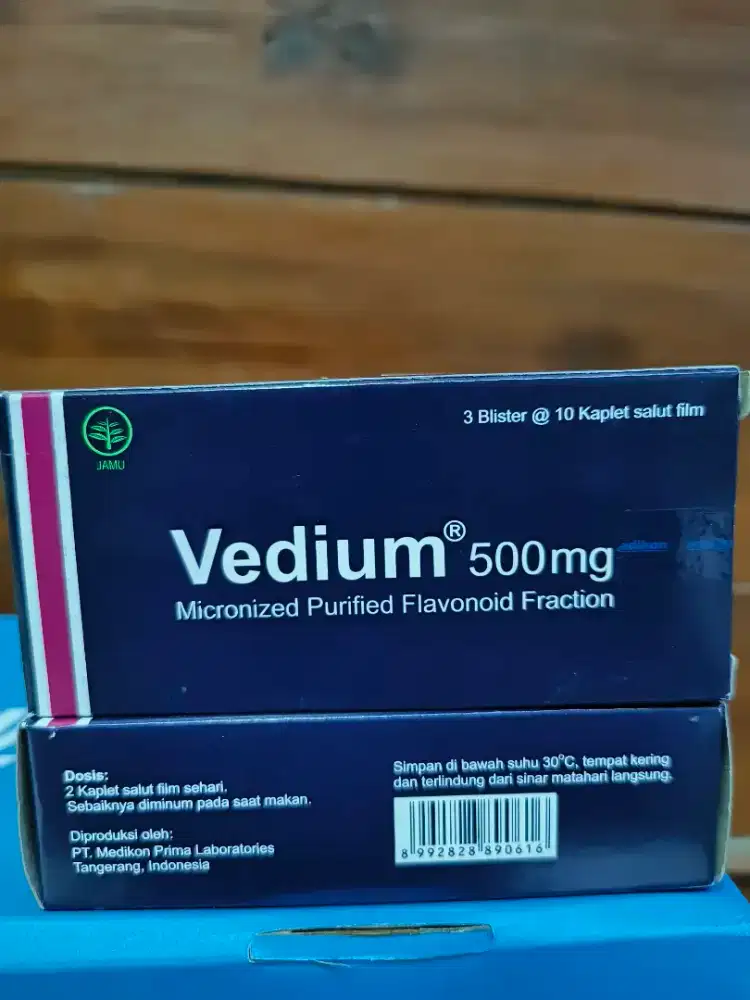 JAMU
3 Blister @ 10 Kaplet salut film
Vedium® 500mg
Micronized Purified Flavonoid Fraction
Dosis:
2 Kaplet salut film sehari.
Sebaiknya diminum pada saat makan.
Diproduksi oleh:
PT. Medikon Prima Laboratories
Tangerang, Indonesia
Simpan di bawah suhu 30°C, tempat kering
dan terlindung dari sinar matahari langsung.
8 992828 890616